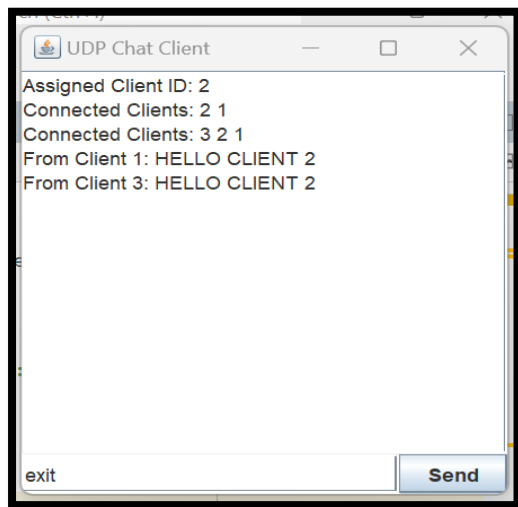 UDP Chat Client
Assigned Client ID: 2
Connected Clients: 2 1
Connected Clients: 3 2 1
From Client 1: HELLO CLIENT 2
From Client 3: HELLO CLIENT 2
exit
Send